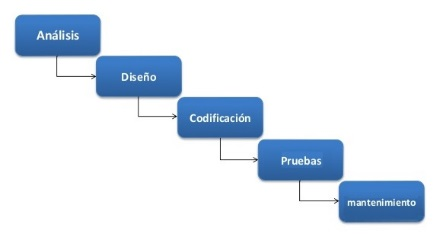 Análisis
Diseño
Codificación
Pruebas
mantenimiento